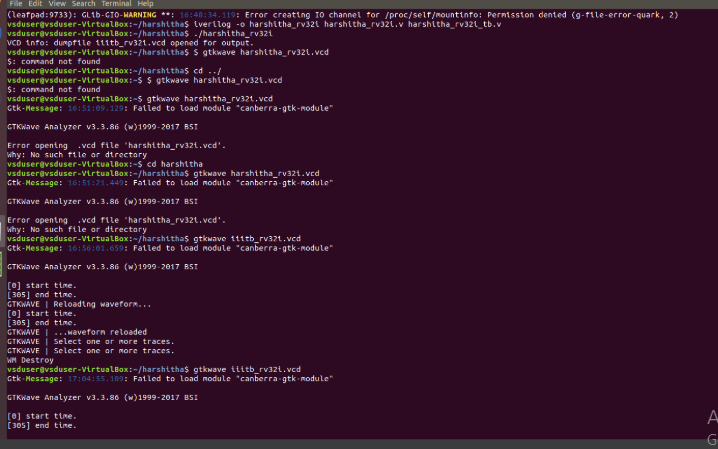 File Edit View Search Terminal Help
(leafpad:9733): GLib-GIO-WARNING **: 16:48:34.119: Error creating IO channel for /proc/self/mountinfo: Permission denied (g-file-error-quark, 2)
vsduser@vsduser-VirtualBox:~/harshitha$ iverilog -o harshitha_rv32i harshitha_rv32i.v harshitha_rv32i_tb.v
vsduser@vsduser-VirtualBox:~/harshitha$ ./harshitha_rv32i
VCD info: dumpfile iiitb_rv32i.vcd opened for output.
vsduser@vsduser-VirtualBox:~/harshitha$ $ gtkwave harshitha_rv32i.vcd
$: command not found
vsduser@vsduser-VirtualBox:~/harshitha$ cd ../
vsduser@vsduser-VirtualBox:~$ $ gtkwave harshitha_rv32i.vcd
$: command not found
vsduser@vsduser-VirtualBox:~$ gtkwave harshitha_rv32i.vcd
Gtk-Message: 16:51:09.129: Failed to load module "canberra-gtk-module"
GTKWave Analyzer v3.3.86 (w)1999-2017 BSI
Error opening .vcd file 'harshitha_rv32i.vcd'.
Why: No such file or directory
vsduser@vsduser-VirtualBox:~$ cd harshitha
vsduser@vsduser-VirtualBox:~/harshitha$ gtkwave harshitha_rv32i.vcd
Gtk-Message: 16:51:21.449: Failed to load module "canberra-gtk-module"
GTKWave Analyzer v3.3.86 (w)1999-2017 BSI
Error opening .vcd file 'harshitha_rv32i.vcd'.
Why: No such file or directory
vsduser@vsduser-VirtualBox:~/harshitha$ gtkwave iiitb_rv32i.vcd
Gtk-Message: 16:56:01.659: Failed to load module "canberra-gtk-module"
GTKWave Analyzer v3.3.86 (w)1999-2017 BSI
[0] start time.
[305] end time.
GTKWAVE | Reloading waveform...
[0] start time.
[305] end time.
GTKWAVE | ...waveform reloaded
GTKWAVE | Select one or more traces.
GTKWAVE | Select one or more traces.
WM Destroy
vsduser@vsduser-VirtualBox:~/harshitha$ gtkwave iiitb_rv32i.vcd
Gtk-Message: 17:04:55.109: Failed to load module "canberra-gtk-module"
GTKWave Analyzer v3.3.86 (w)1999-2017 BSI
[0] start time.
[305] end time.